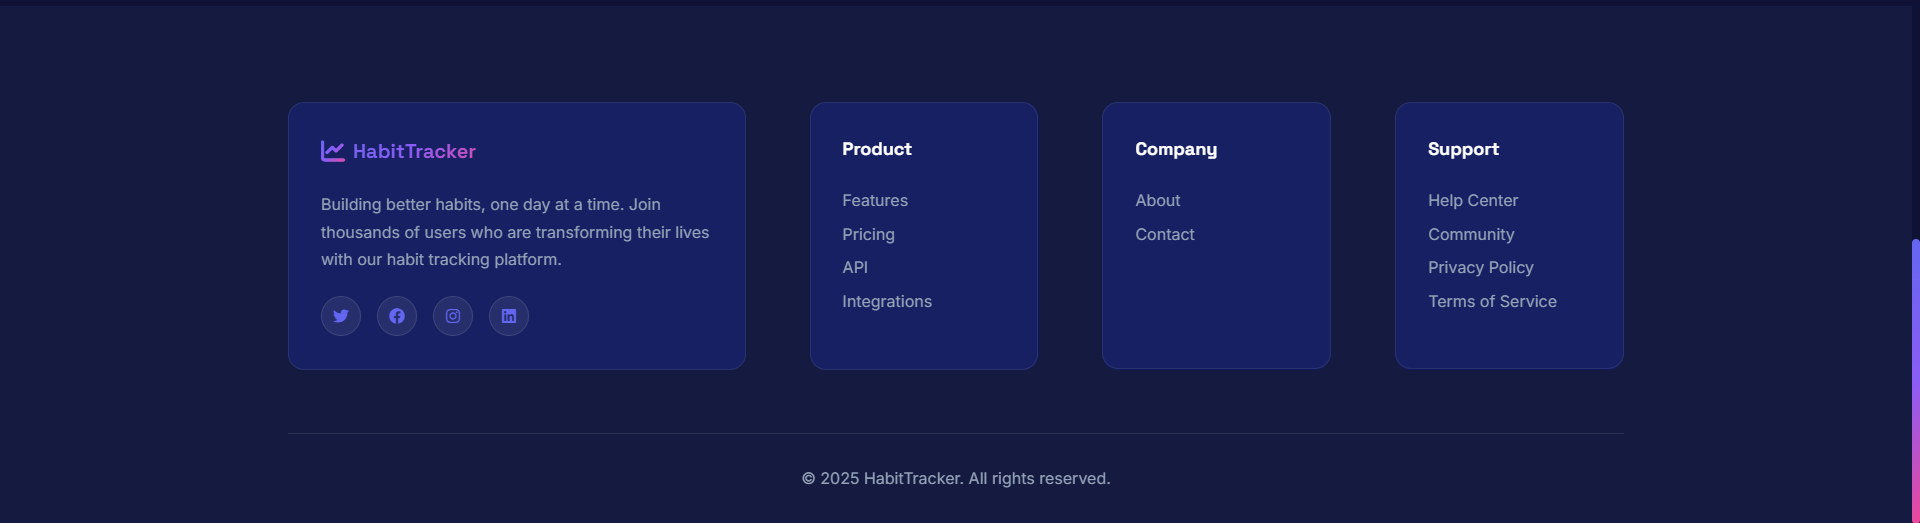 HabitTracker
Building better habits, one day at a time. Join
thousands of users who are transforming their lives
with our habit tracking platform.
Product
Features
Pricing
API
Integrations
Company
About
Contact
Support
Help Center
Community
Privacy Policy
Terms of Service
© 2025 HabitTracker. All rights reserved.